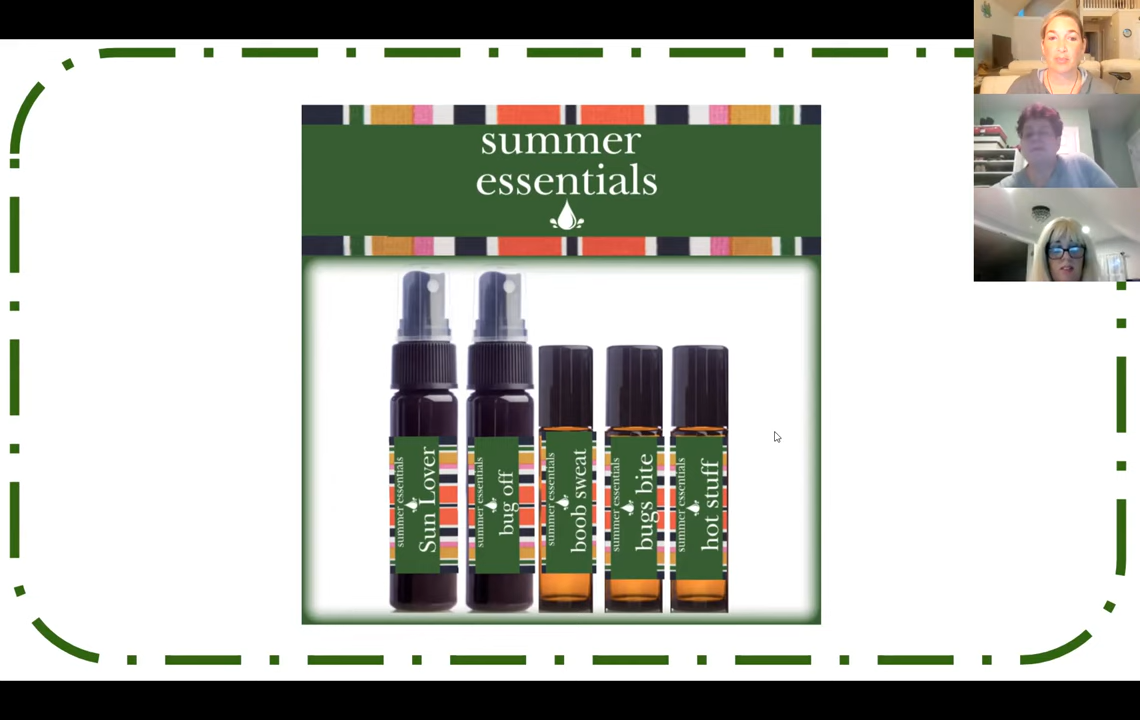 summer
essentials
summer essentials
Sun Lover
summer essentials
bug off
summer essentials
boob sweat
summer essentials
bugs bite
summer essentials
hot stuff